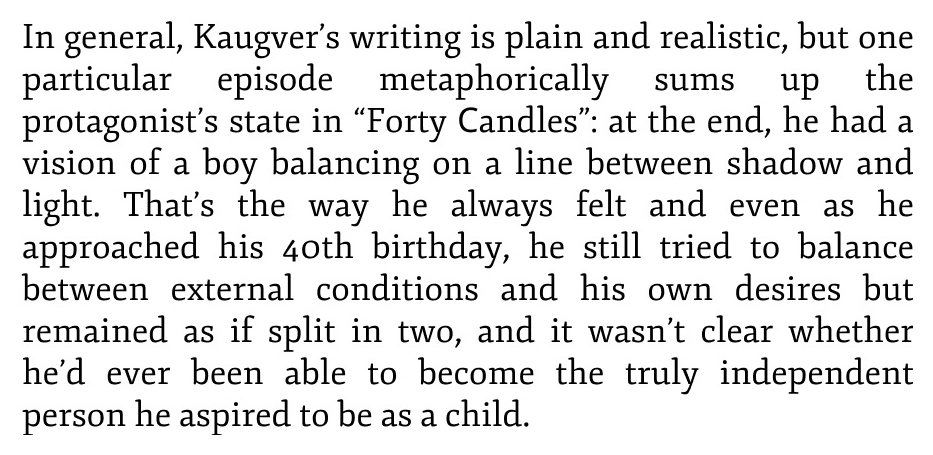 In general, Kaugver’s writing is plain and realistic, but one
particular episode metaphorically sums up the
protagonist’s state in “Forty Candles”: at the end, he had a
vision of a boy balancing on a line between shadow and
light. That’s the way he always felt and even as he
approached his 40th birthday, he still tried to balance
between external conditions and his own desires but
remained as if split in two, and it wasn’t clear whether
he’d ever been able to become the truly independent
person he aspired to be as a child.